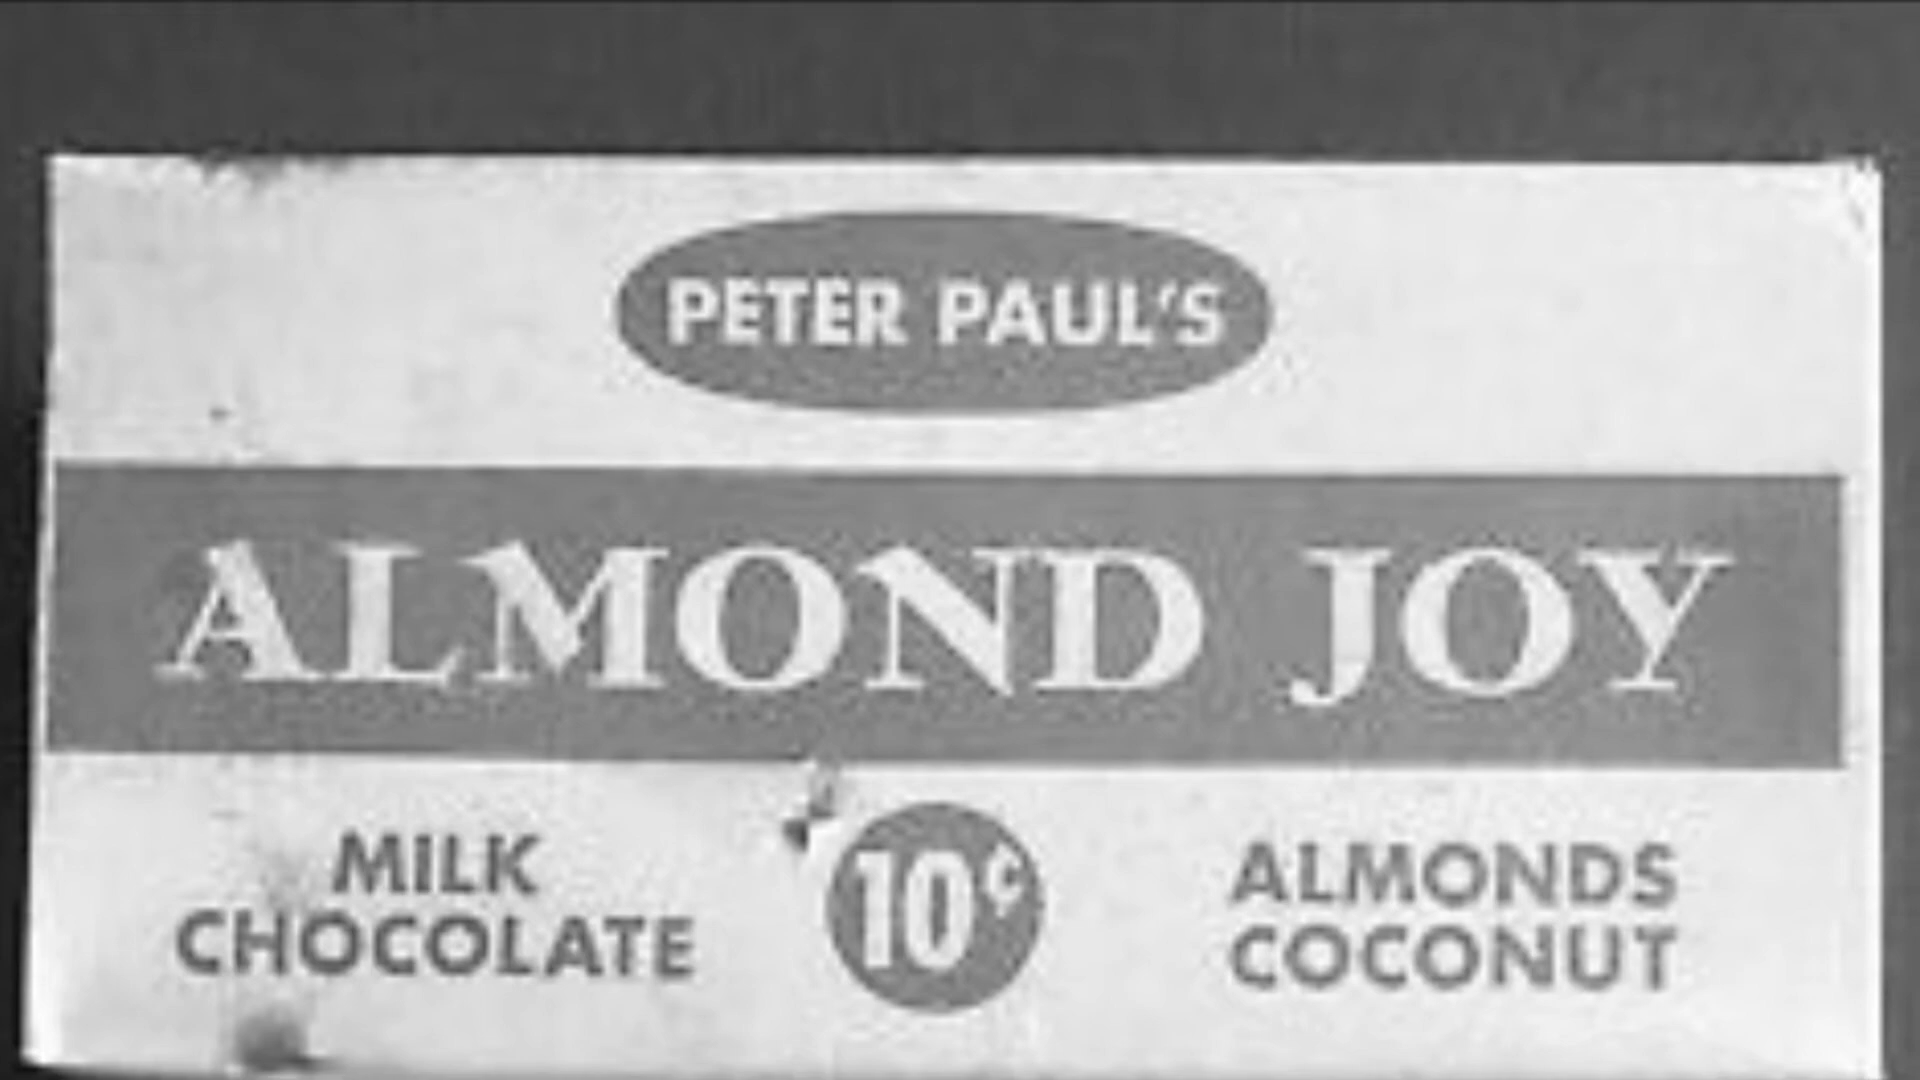 PETER PAUL'S
ALMOND JOY
MILK
CHOCOLATE
10¢
ALMONDS
COCONUT